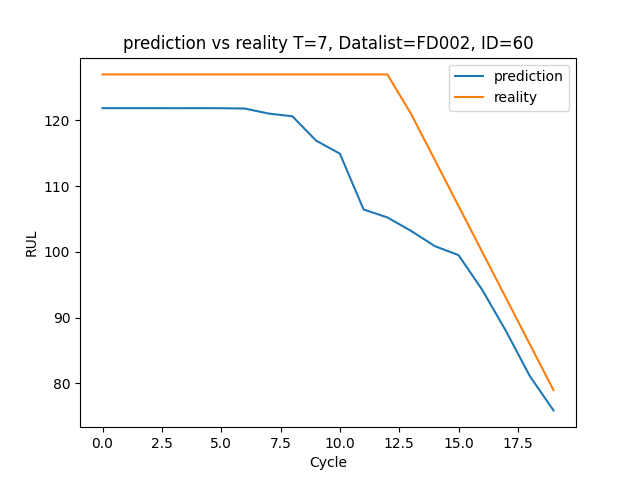 prediction vs reality T=7, Datalist=FD002, ID=60
prediction
reality
RUL
120
110
100
90
80
0.0 2.5 5.0 7.5 10.0 12.5 15.0 17.5
Cycle